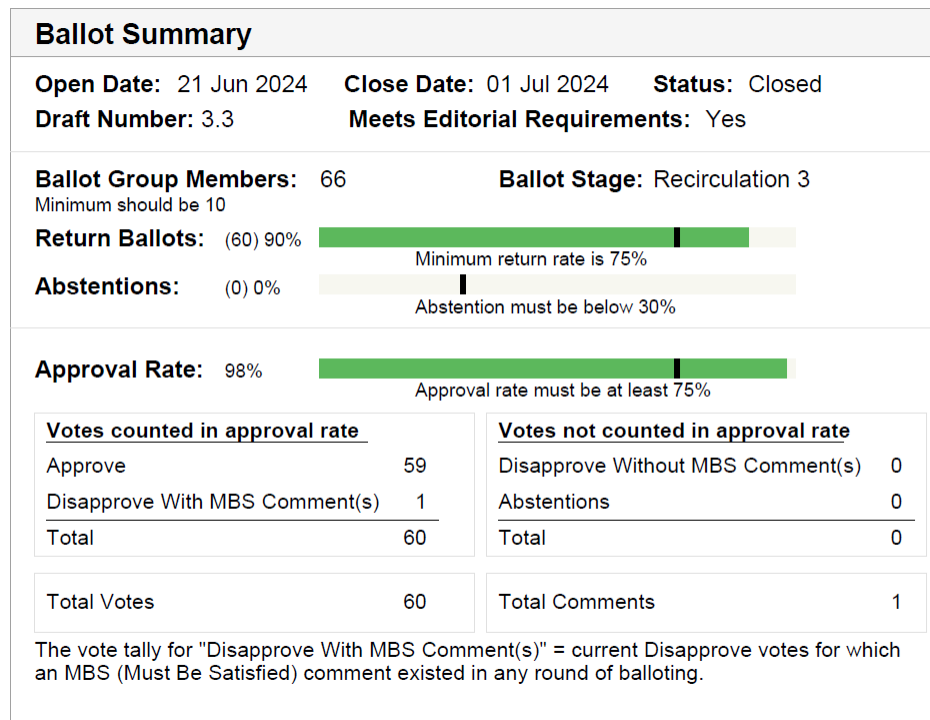 Ballot Summary
Open Date: 21 Jun 2024 Close Date: 01 Jul 2024 Status: Closed
Draft Number: 3.3 Meets Editorial Requirements: Yes
Ballot Group Members: 66 Ballot Stage: Recirculation 3
Minimum should be 10
Return Ballots: (60) 90%
Minimum return rate is 75%
Abstentions: (0) 0%
Abstention must be below 30%
Approval Rate: 98%
Approval rate must be at least 75%
Votes counted in approval rate
Approve 59
Disapprove With MBS Comment(s) 1
Total 60
Votes not counted in approval rate
Disapprove Without MBS Comment(s) 0
Abstentions 0
Total 0
Total Votes 60
Total Comments 1
The vote tally for "Disapprove With MBS Comment(s)" = current Disapprove votes for which
an MBS (Must Be Satisfied) comment existed in any round of balloting.